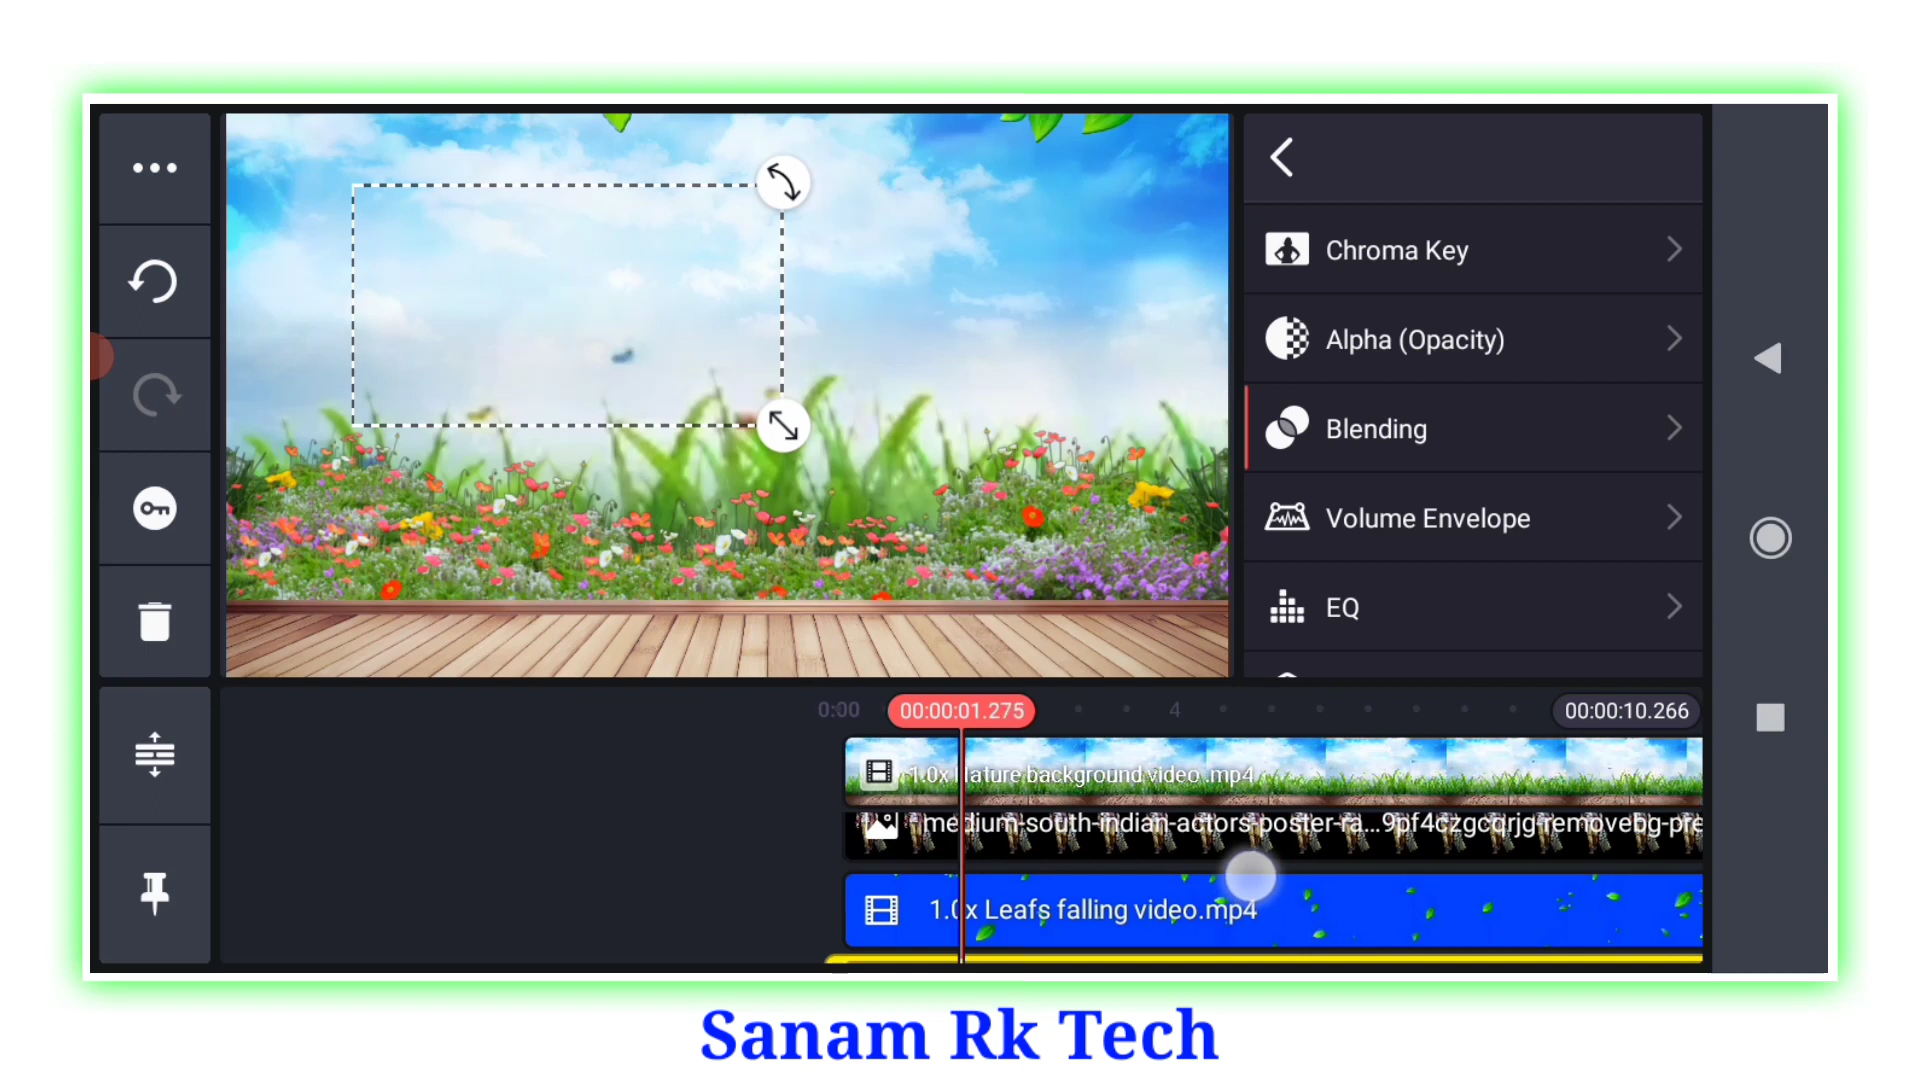 Chroma Key
Alpha (Opacity)
Blending
Volume Envelope
EQ
0:00
00:00:01.275
4
00:00:10.266
1.0x Nature background video .mp4
medium-south-indian-actors-poster-ra...9pf4czgcqrjg-removebg-pre
1.0x Leafs falling video.mp4
Sanam Rk Tech